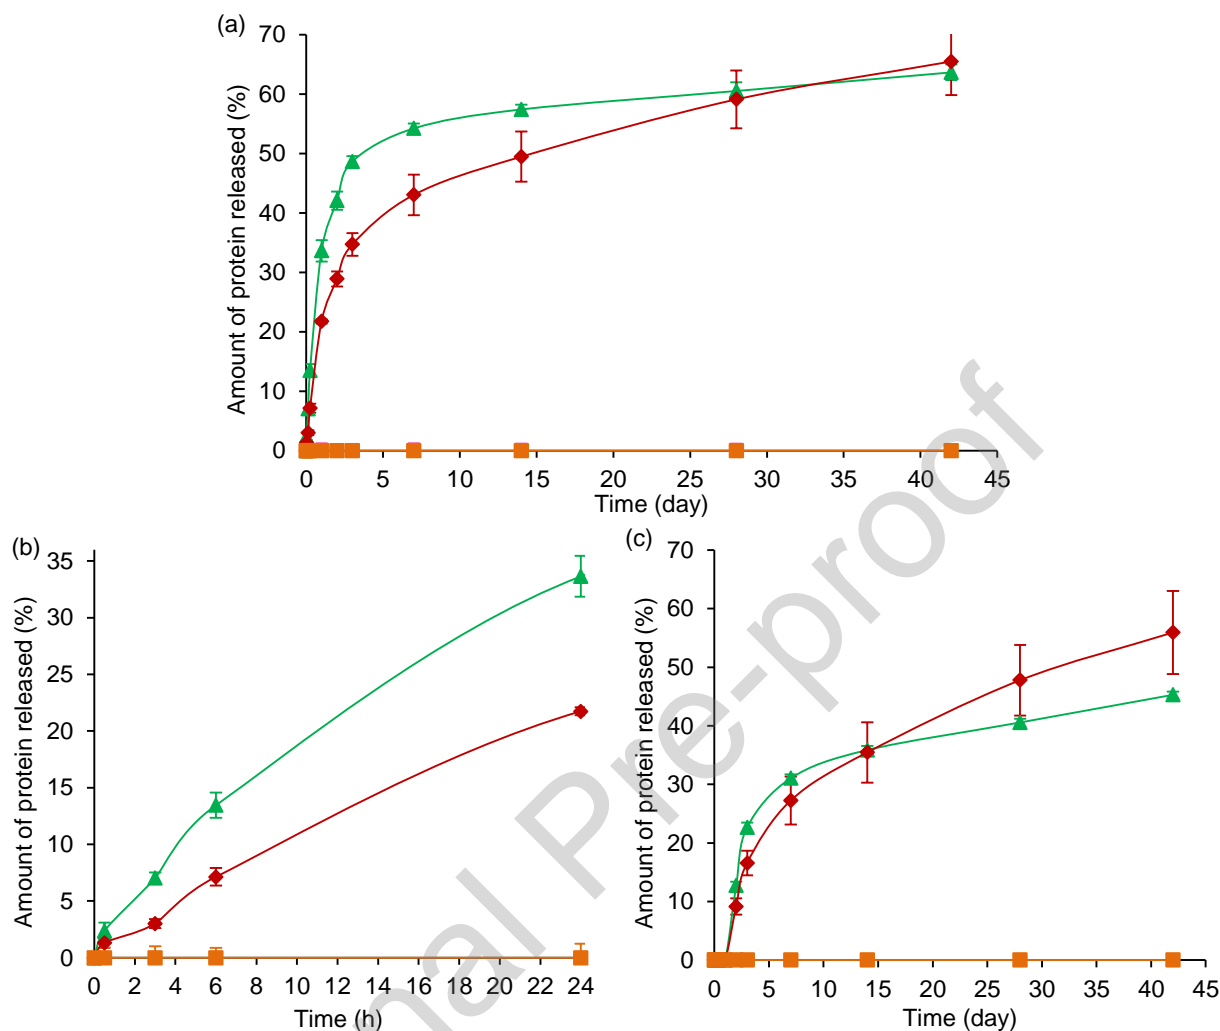 (a)
Amount of protein released (%)
70
60
50
40
30
20
10
0
0 5 10 15 20 25 30 35 40 45
Time (day)
(b)
Amount of protein released (%)
35
30
25
20
15
10
5
0
0 2 4 6 8 10 12 14 16 18 20 22 24
Time (h)
(c)
Amount of protein released (%)
70
60
50
40
30
20
10
0
0 5 10 15 20 25 30 35 40 45
Time (day)
nal Pre-proof